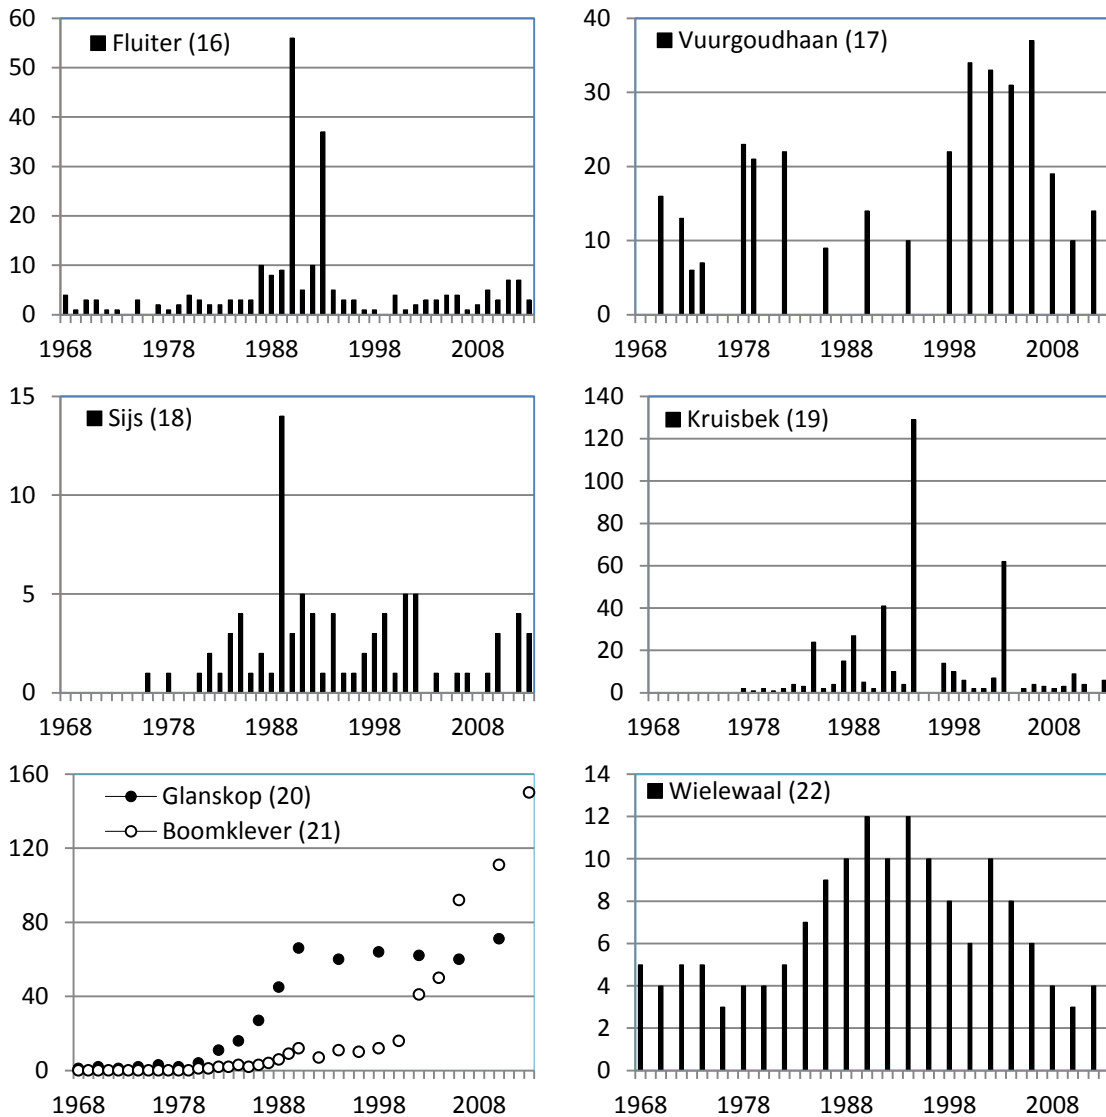 Fluiter (16)
60
50
40
30
20
10
0
1968 1978 1988 1998 2008
Vuurgoudhaan (17)
40
30
20
10
0
1968 1978 1988 1998 2008
Sijs (18)
15
10
5
0
1968 1978 1988 1998 2008
Kruisbek (19)
140
120
100
80
60
40
20
0
1968 1978 1988 1998 2008
Glanskop (20)
Boomklever (21)
160
120
80
40
0
1968 1978 1988 1998 2008
Wielewaal (22)
14
12
10
8
6
4
2
0
1968 1978 1988 1998 2008